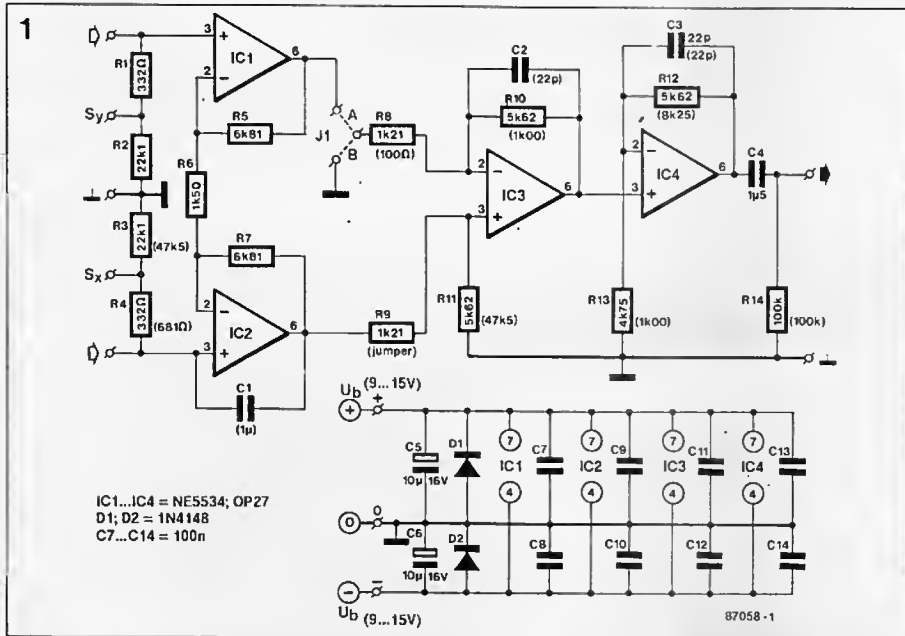 1
IC1
3
+
2
−
6
R1
332Ω
Sy
R2
22k1
R3
22k1
(47k5)
Sx
R4
332Ω
(681Ω)
R5
6k81
R6
1k50
R7
6k81
IC2
2
−
3
+
6
C1
(1µ)
J1
A
B
R8
1k21
(100Ω)
R9
1k21
(jumper)
C2
(22p)
R10
5k62
(1k00)
2
−
3
+
IC3
6
R11
5k62
(47k5)
C3
22p
(22p)
R12
5k62
(8k25)
2
−
3
+
IC4
6
R13
4k75
(1k00)
C4
1µ5
R14
100k
(100k)
Ub (9...15V)
+
+
C5
10µ 16V
D1
7
IC1
4
C7
7
IC2
4
C9
7
IC3
4
C11
7
IC4
4
C13
0
0
C6
10µ 16V
D2
C8
C10
C12
C14
−
−
Ub (9...15V)
IC1...IC4 = NE5534; OP27
D1; D2 = 1N4148
C7...C14 = 100n
87058 - 1